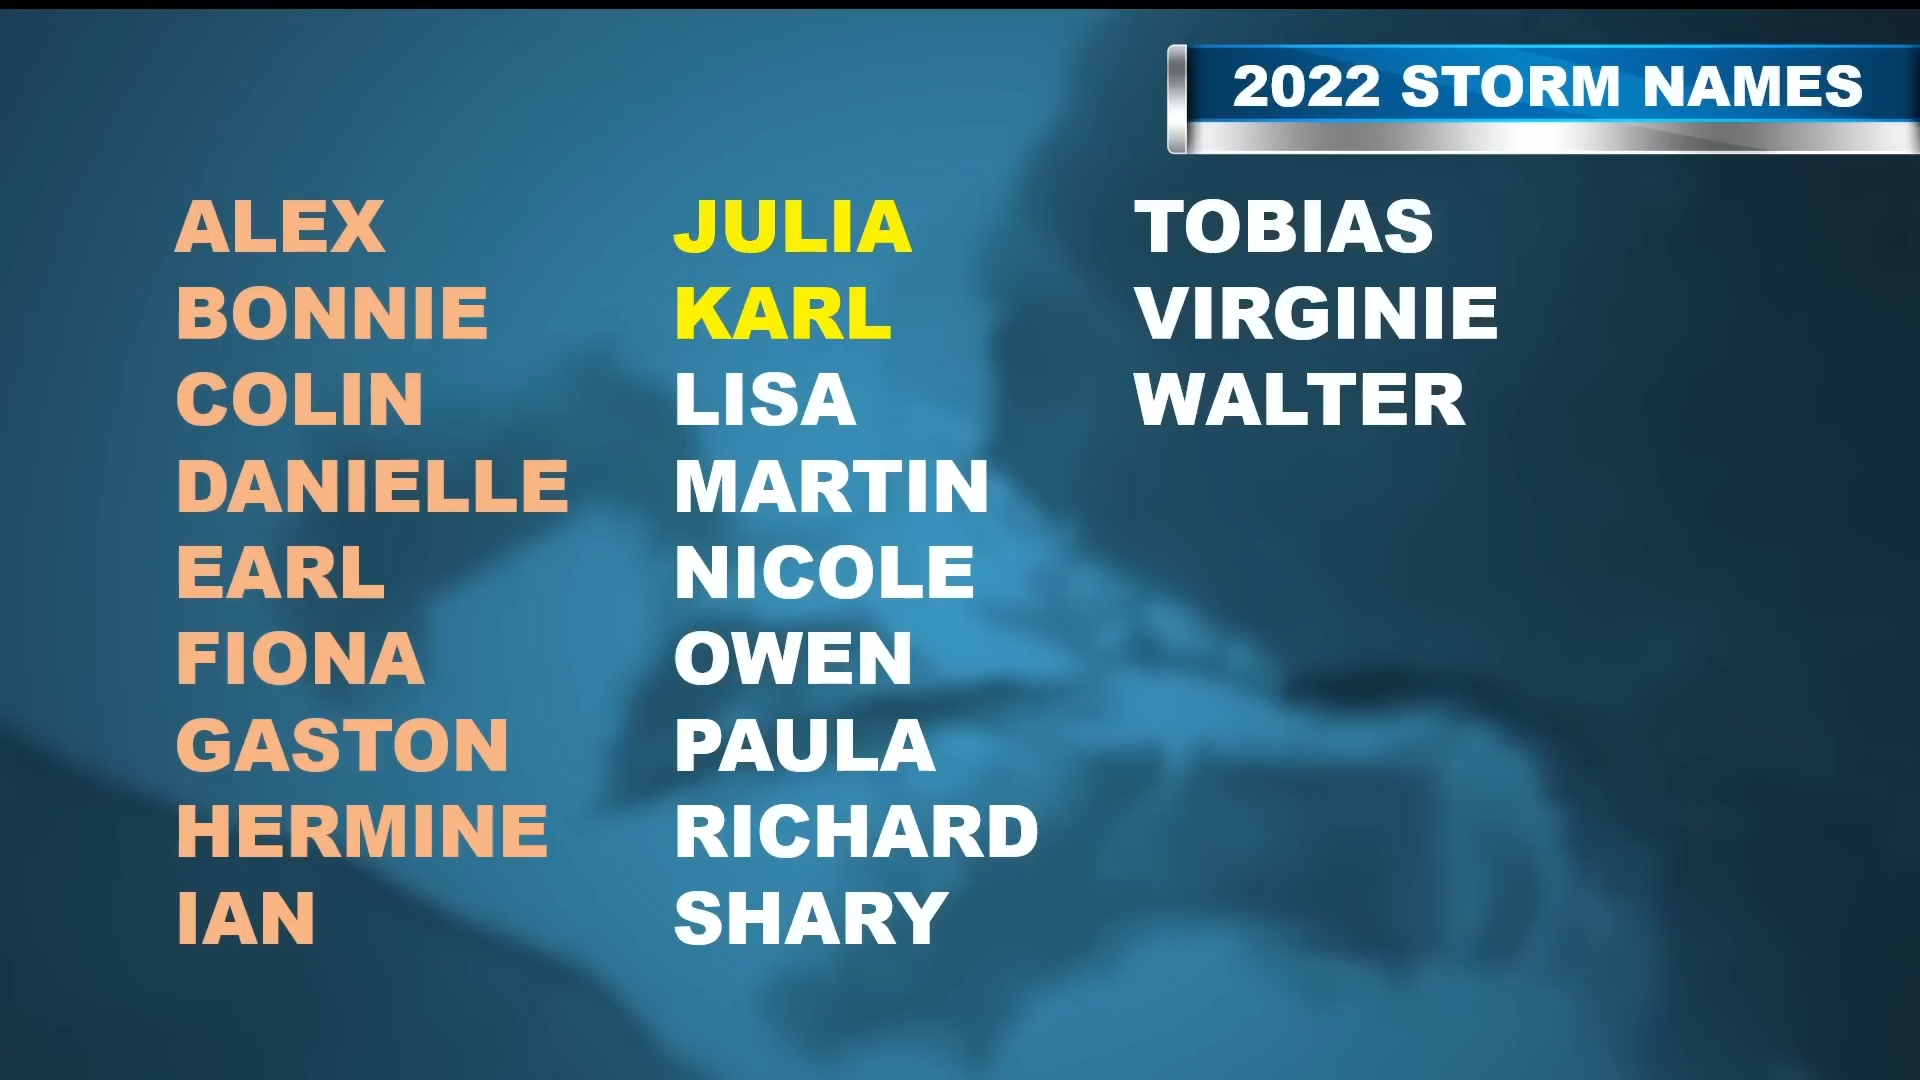 2022 STORM NAMES
ALEX
BONNIE
COLIN
DANIELLE
EARL
FIONA
GASTON
HERMINE
IAN
JULIA
KARL
LISA
MARTIN
NICOLE
OWEN
PAULA
RICHARD
SHARY
TOBIAS
VIRGINIE
WALTER